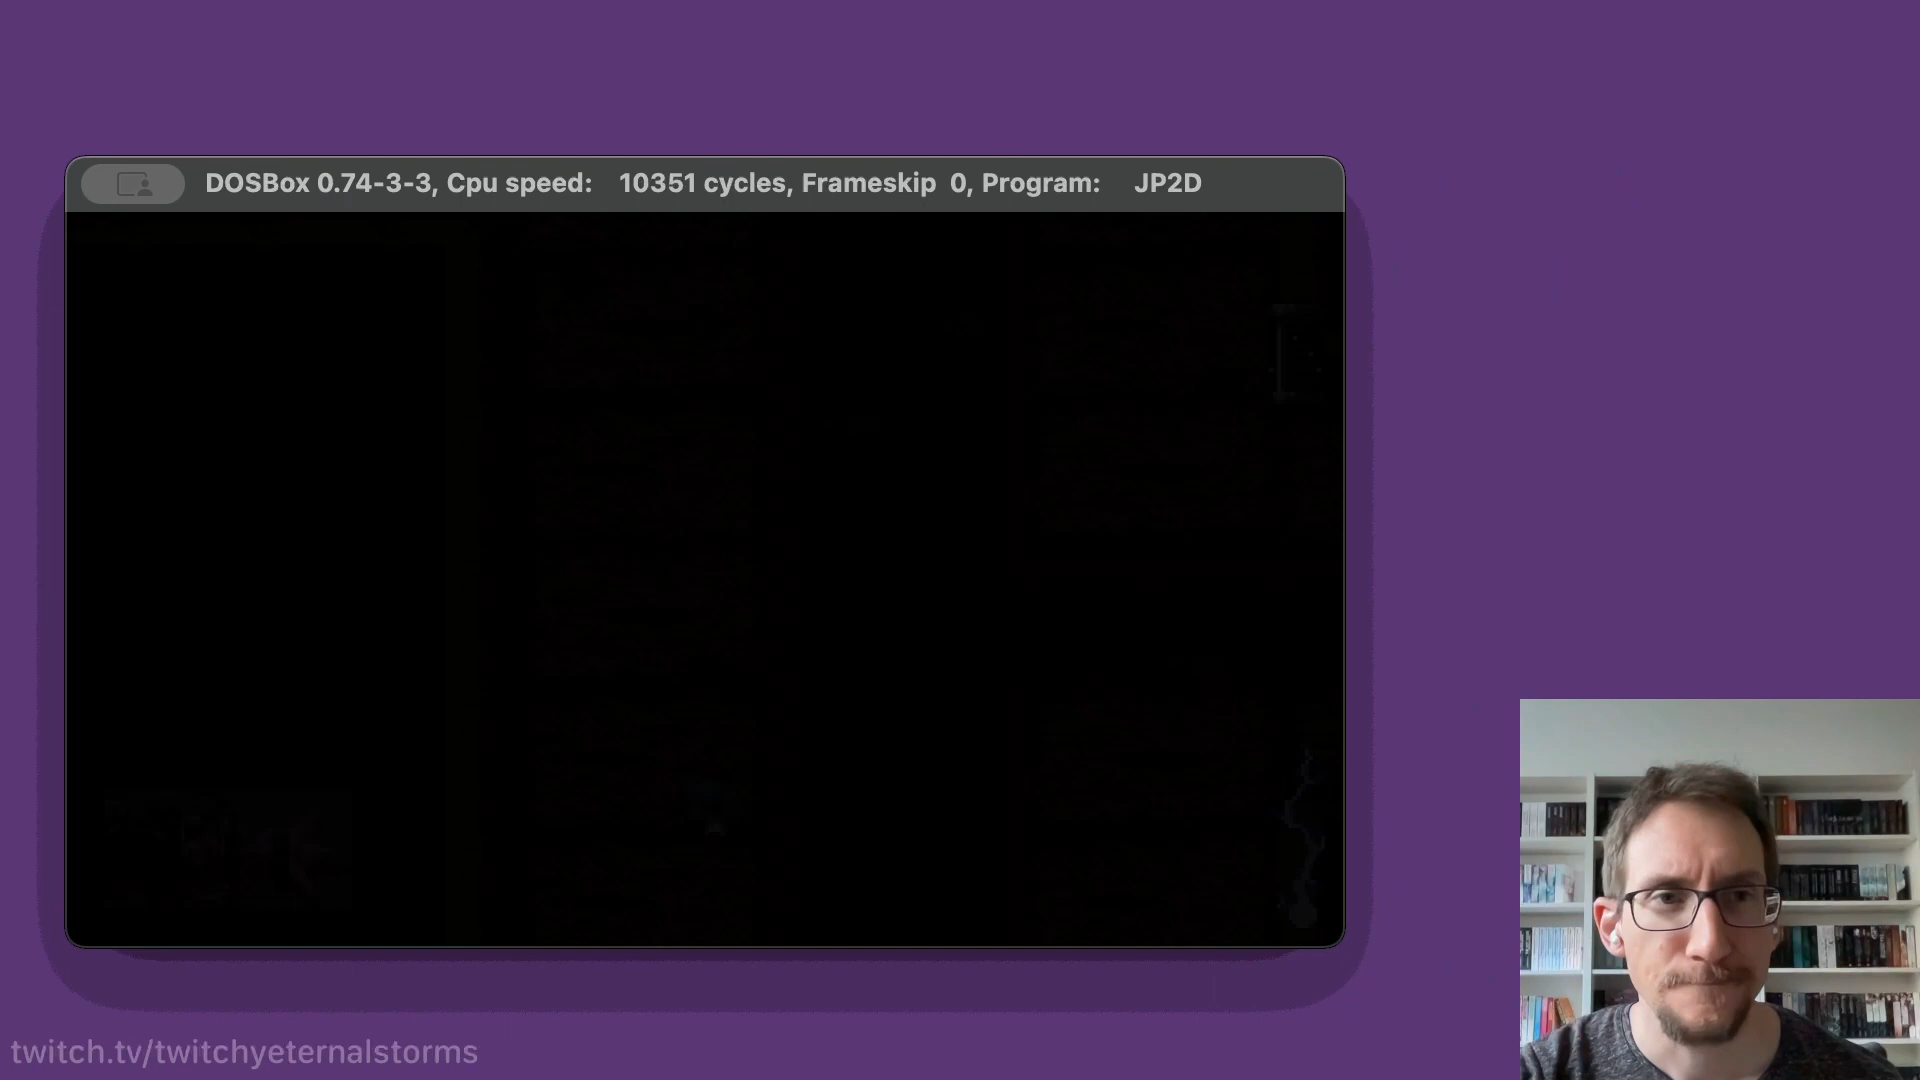 DOSBox 0.74-3-3, Cpu speed: 10351 cycles, Frameskip 0, Program: JP2D
twitch.tv/twitchyeternalstorms